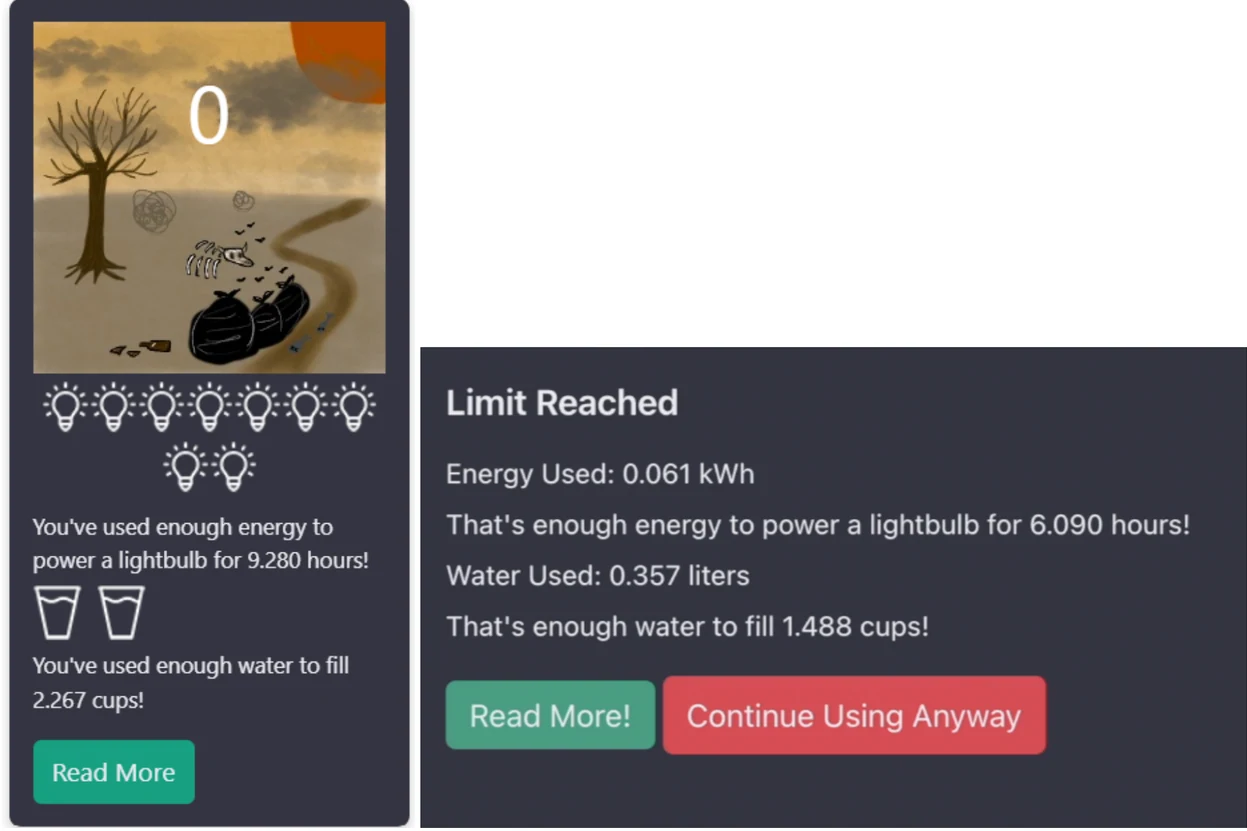 0
You've used enough energy to
power a lightbulb for 9.280 hours!
You've used enough water to fill
2.267 cups!
Read More
Limit Reached
Energy Used: 0.061 kWh
That's enough energy to power a lightbulb for 6.090 hours!
Water Used: 0.357 liters
That's enough water to fill 1.488 cups!
Read More!
Continue Using Anyway